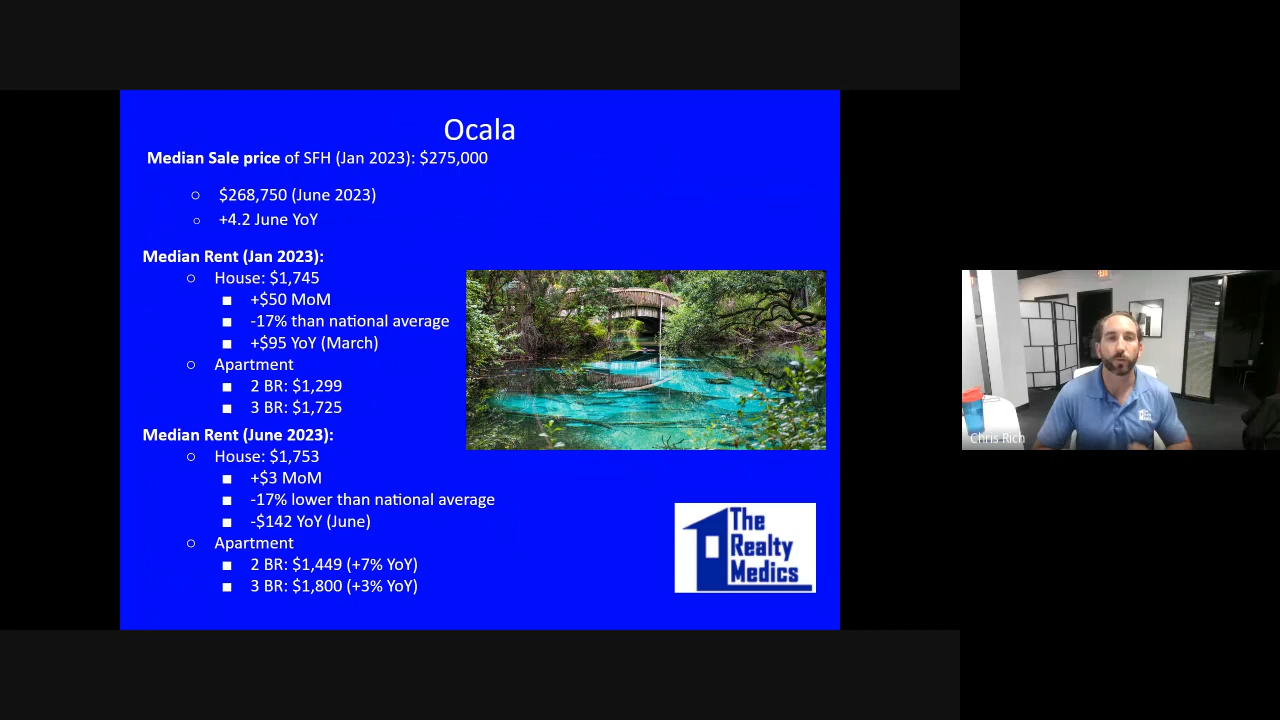 Ocala
Median Sale price of SFH (Jan 2023): $275,000
○ $268,750 (June 2023)
○ +4.2 June YoY
Median Rent (Jan 2023):
○ House: $1,745
■ +$50 MoM
■ -17% than national average
■ +$95 YoY (March)
○ Apartment
■ 2 BR: $1,299
■ 3 BR: $1,725
Median Rent (June 2023):
○ House: $1,753
■ +$3 MoM
■ -17% lower than national average
■ -$142 YoY (June)
○ Apartment
■ 2 BR: $1,449 (+7% YoY)
■ 3 BR: $1,800 (+3% YoY)
The
Realty
Medics
Chris Rich